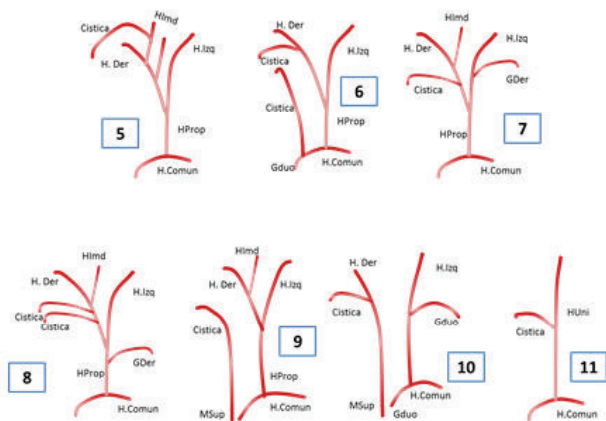 HImd
Cistica
H. Der
H.Izq
HProp
H.Comun
5
H. Der
H.Izq
Cistica
Cistica
HProp
Gduo
H.Comun
6
HImd
H. Der
H.Izq
Cistica
GDer
HProp
H.Comun
7
HImd
H. Der
H.Izq
Cistica
Cistica
GDer
HProp
H.Comun
8
HImd
H. Der
H.Izq
Cistica
HProp
H.Comun
MSup
9
H. Der
H.Izq
Cistica
Gduo
H.Comun
MSup
Gduo
10
HUni
Cistica
H.Comun
11